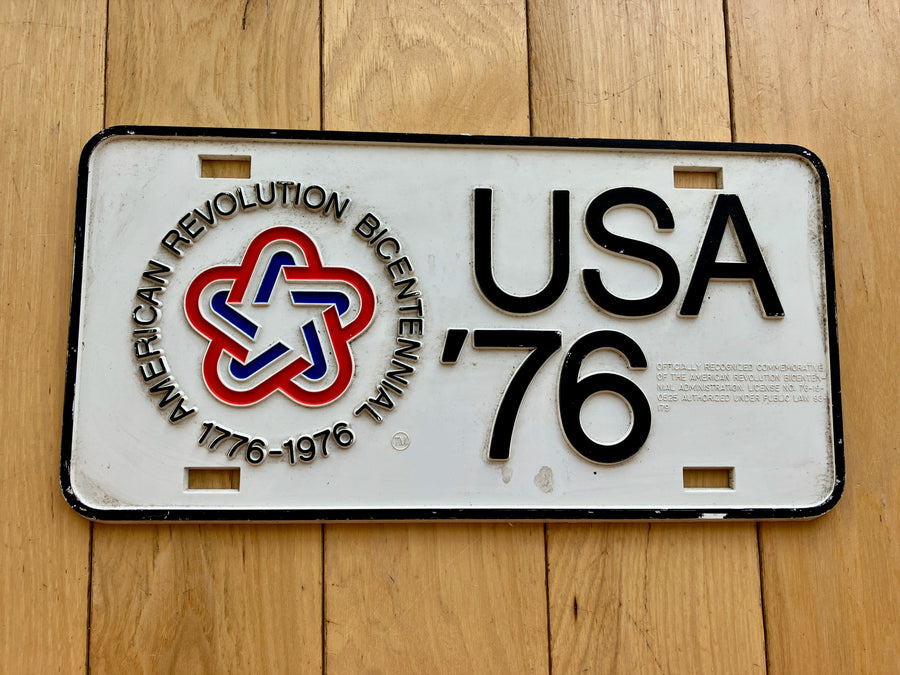 AMERICAN REVOLUTION BICENTENNIAL
1776-1976
USA
'76
OFFICIALLY RECOGNIZED COMMEMORATIVE
OF THE AMERICAN REVOLUTION BICENTEN-
NIAL ADMINISTRATION. LICENSE NO. 76-19-
0525 AUTHORIZED UNDER PUBLIC LAW 93-
179